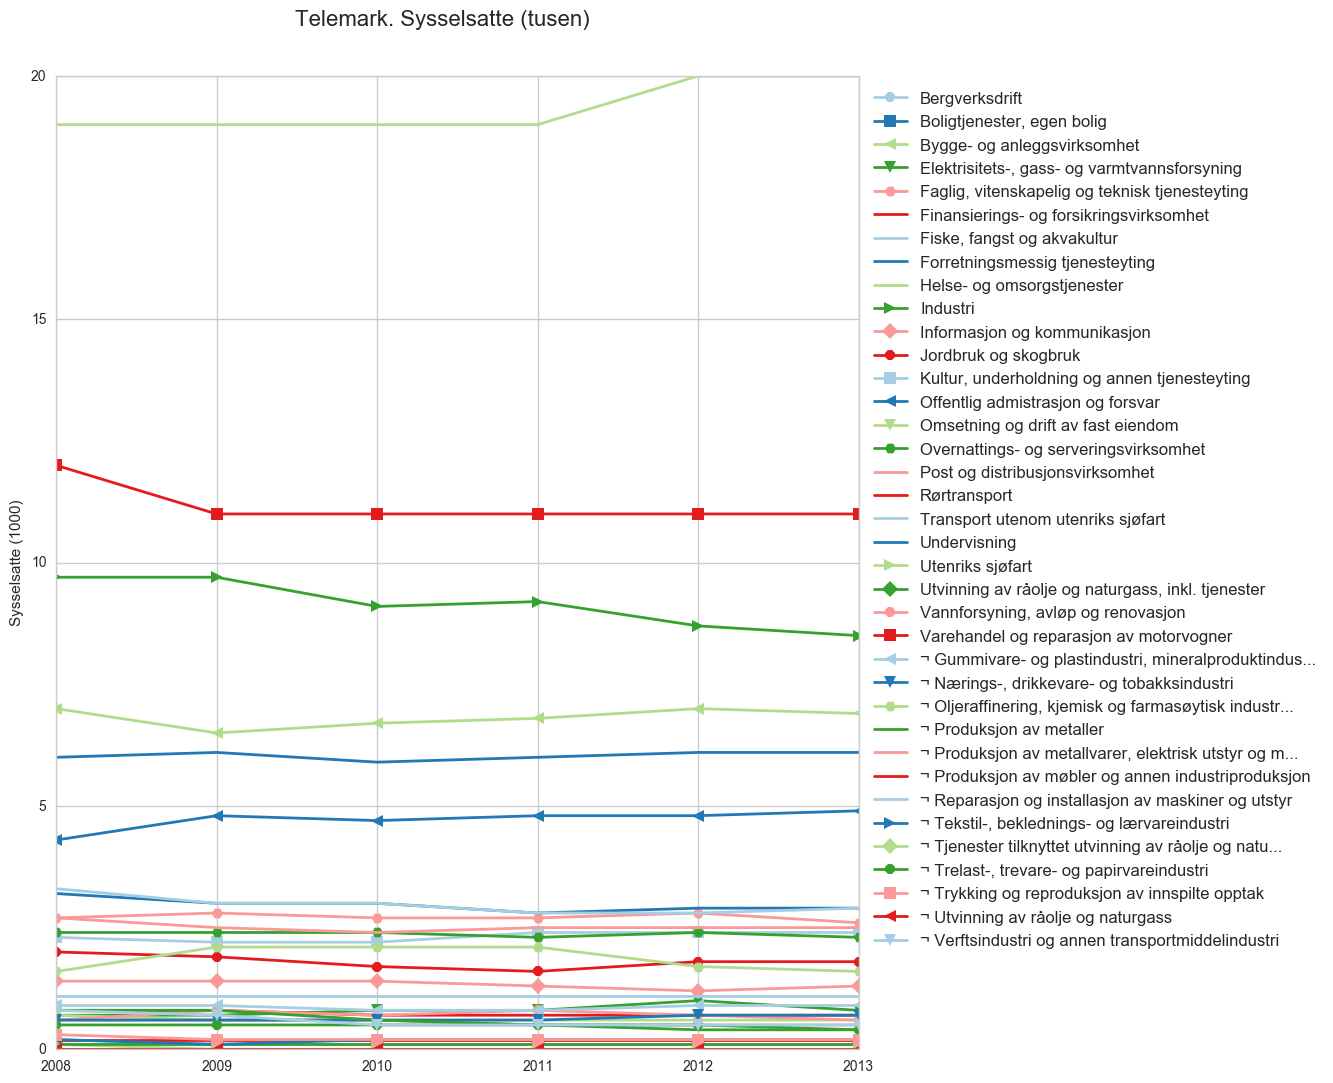 Telemark. Sysselsatte (tusen)
20
15
10
5
0
Sysselsatte (1000)
2008 2009 2010 2011 2012 2013
Bergverksdrift
Boligtjenester, egen bolig
Bygge- og anleggsvirksomhet
Elektrisitets-, gass- og varmtvannsforsyning
Faglig, vitenskapelig og teknisk tjenesteyting
Finansierings- og forsikringsvirksomhet
Fiske, fangst og akvakultur
Forretningsmessig tjenesteyting
Helse- og omsorgstjenester
Industri
Informasjon og kommunikasjon
Jordbruk og skogbruk
Kultur, underholdning og annen tjenesteyting
Offentlig admistrasjon og forsvar
Omsetning og drift av fast eiendom
Overnattings- og serveringsvirksomhet
Post og distribusjonsvirksomhet
Rørtransport
Transport utenom utenriks sjøfart
Undervisning
Utenriks sjøfart
Utvinning av råolje og naturgass, inkl. tjenester
Vannforsyning, avløp og renovasjon
Varehandel og reparasjon av motorvogner
¬ Gummivare- og plastindustri, mineralproduktindus...
¬ Nærings-, drikkevare- og tobakksindustri
¬ Oljeraffinering, kjemisk og farmasøytisk industr...
¬ Produksjon av metaller
¬ Produksjon av metallvarer, elektrisk utstyr og m...
¬ Produksjon av møbler og annen industriproduksjon
¬ Reparasjon og installasjon av maskiner og utstyr
¬ Tekstil-, beklednings- og lærvareindustri
¬ Tjenester tilknyttet utvinning av råolje og natu...
¬ Trelast-, trevare- og papirvareindustri
¬ Trykking og reproduksjon av innspilte opptak
¬ Utvinning av råolje og naturgass
¬ Verftsindustri og annen transportmiddelindustri